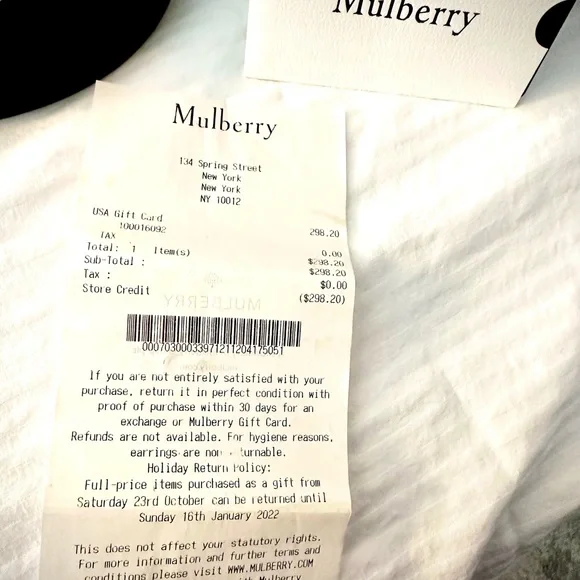 Mulberry
Mulberry
134 Spring Street
New York
New York
NY 10012
USA Gift Card
100016092 298.20
TAX 0.00
Total: 1 Item(s) $298.20
Sub-Total : $298.20
Tax : $0.00
Store Credit ($298.20)
MULBERRY
00070300033971211204175051
If you are not entirely satisfied with your
purchase, return it in perfect condition with
proof of purchase within 30 days for an
exchange or Mulberry Gift Card.
Refunds are not available. For hygiene reasons,
earrings are
Holiday Return Policy:
Full-price items purchased as a gift from
Saturday 23rd October can be returned until
Sunday 16th January 2022
This does not affect your statutory rights.
For more information and further terms and
conditions please visit WWW.MULBERRY.COM
Mulberry